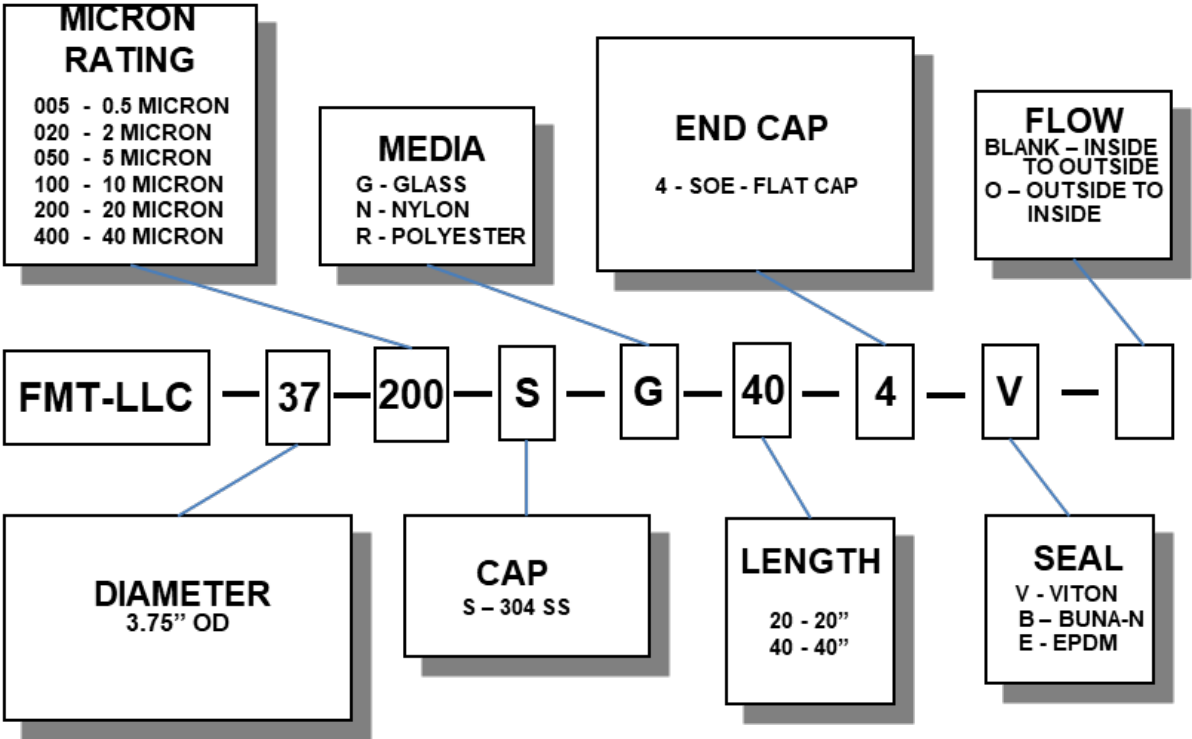 MICRON
RATING
005 - 0.5 MICRON
020 - 2 MICRON
050 - 5 MICRON
100 - 10 MICRON
200 - 20 MICRON
400 - 40 MICRON
MEDIA
G - GLASS
N - NYLON
R - POLYESTER
END CAP
4 - SOE - FLAT CAP
FLOW
BLANK – INSIDE
TO OUTSIDE
O – OUTSIDE TO
INSIDE
FMT-LLC — 37 — 200 — S — G — 40 — 4 — V —
DIAMETER
3.75” OD
CAP
S – 304 SS
LENGTH
20 - 20”
40 - 40”
SEAL
V - VITON
B – BUNA-N
E - EPDM